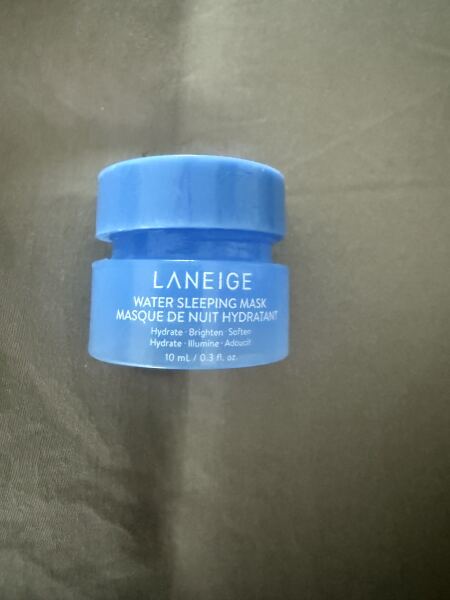 LANEIGE
WATER SLEEPING MASK
MASQUE DE NUIT HYDRATANT
Hydrate · Brighten · Soften
Hydrate · Illumine · Adoucit
10 mL / 0.3 fl. oz.